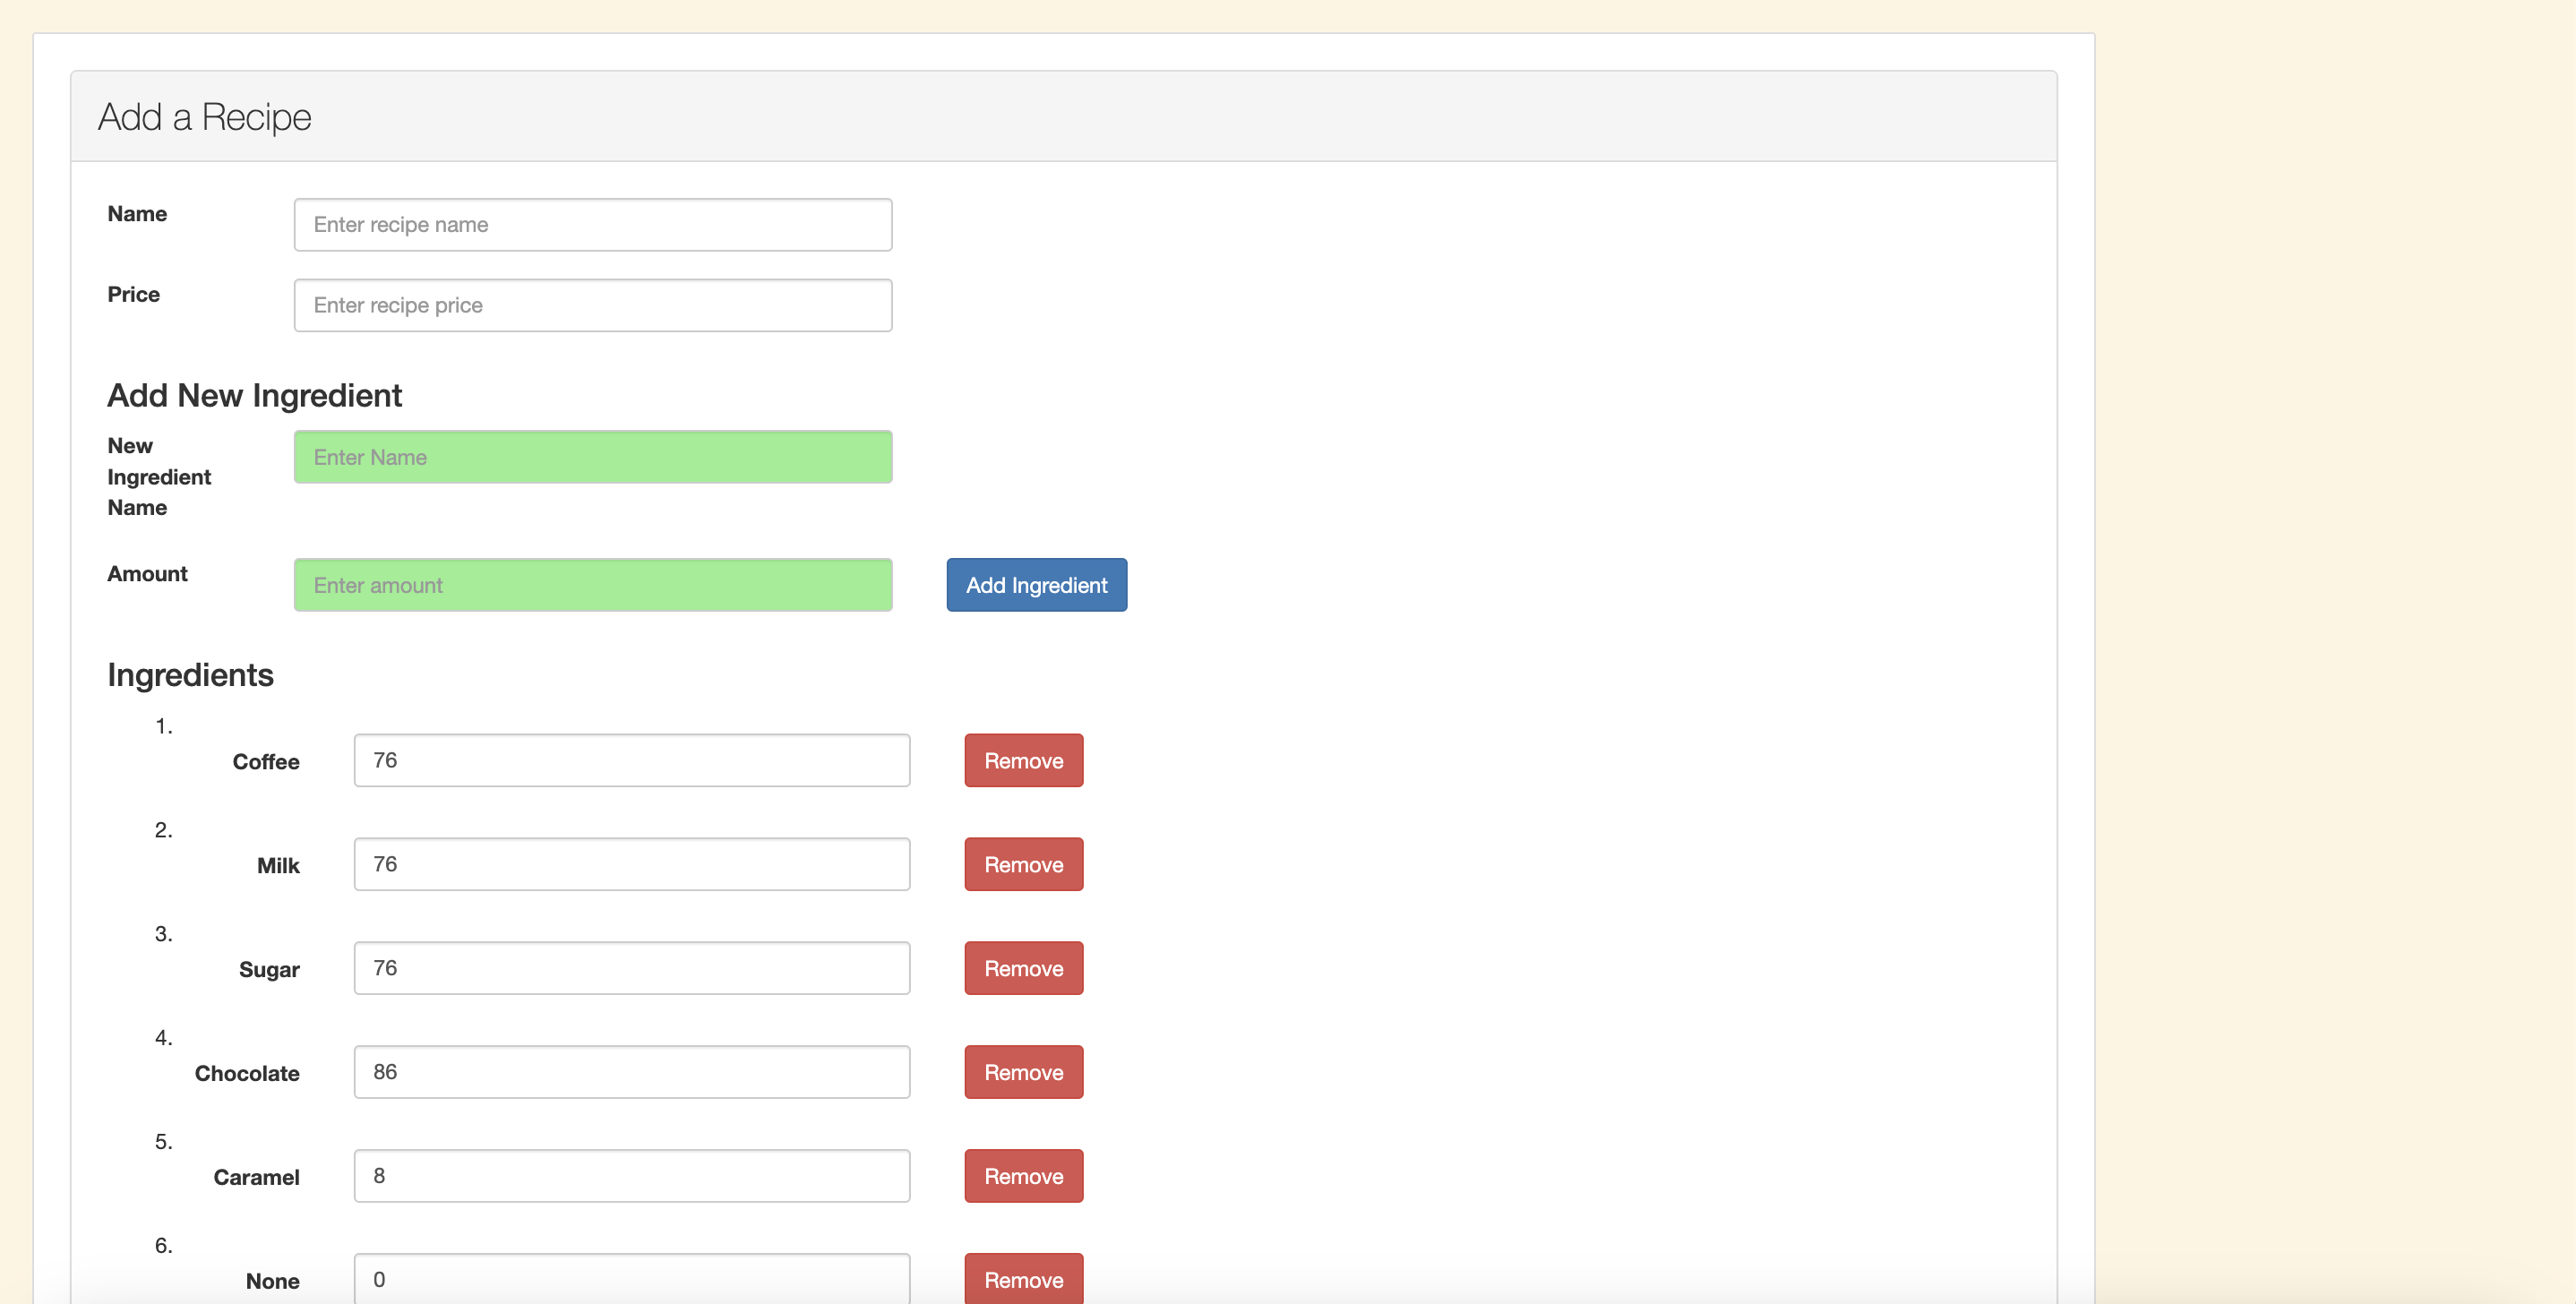 Add a Recipe
Name
Enter recipe name
Price
Enter recipe price
Add New Ingredient
New
Ingredient
Name
Enter Name
Amount
Enter amount
Add Ingredient
Ingredients
1.
Coffee 76 Remove
2.
Milk 76 Remove
3.
Sugar 76 Remove
4.
Chocolate 86 Remove
5.
Caramel 8 Remove
6.
None 0 Remove